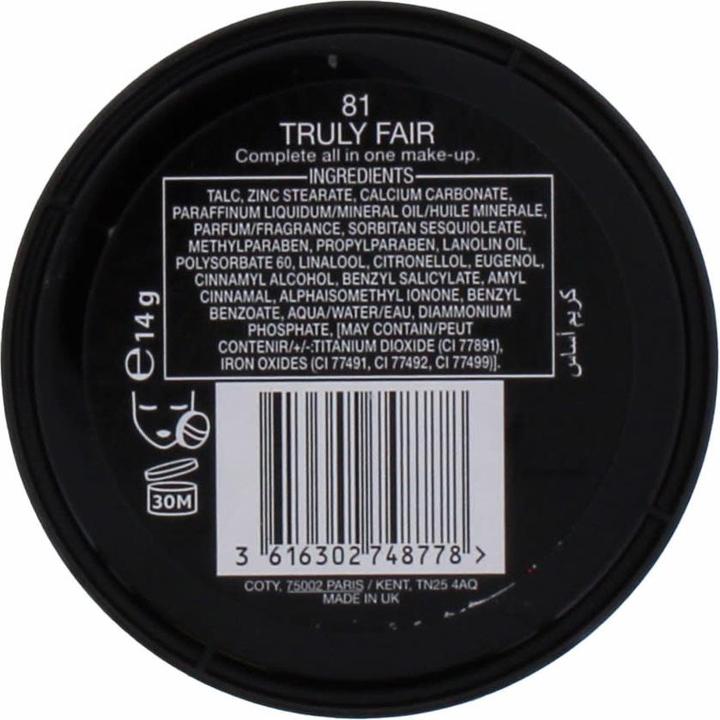 81
TRULY FAIR
Complete all in one make-up.
INGREDIENTS
TALC, ZINC STEARATE, CALCIUM CARBONATE,
PARAFFINUM LIQUIDUM/MINERAL OIL/HUILE MINERALE,
PARFUM/FRAGRANCE, SORBITAN SESQUIOLEATE,
METHYLPARABEN, PROPYLPARABEN, LANOLIN OIL,
POLYSORBATE 60, LINALOOL, CITRONELLOL, EUGENOL,
CINNAMYL ALCOHOL, BENZYL SALICYLATE, AMYL
CINNAMAL, ALPHAISOMETHYL IONONE, BENZYL
BENZOATE, AQUA/WATER/EAU, DIAMMONIUM
PHOSPHATE, [MAY CONTAIN/PEUT
CONTENIR/+/-:TITANIUM DIOXIDE (CI 77891),
IRON OXIDES (CI 77491, CI 77492, CI 77499)].
e14g
كريم أساس
30M
3 616302 748778 >
COTY, 75002 PARIS / KENT, TN25 4AQ
MADE IN UK